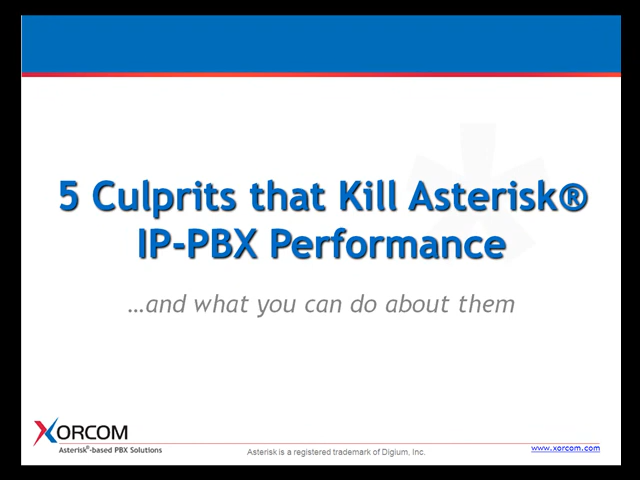 5 Culprits that Kill Asterisk®
IP-PBX Performance
…and what you can do about them
XORCOM
Asterisk®-based PBX Solutions
Asterisk is a registered trademark of Digium, Inc.
www.xorcom.com